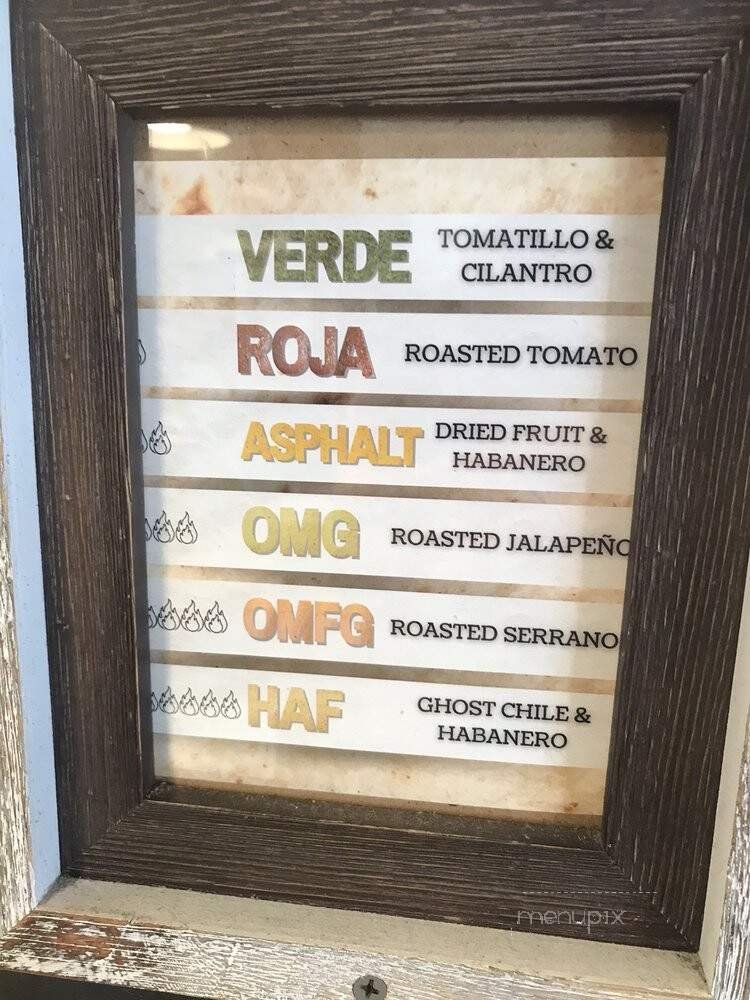 VERDE TOMATILLO &
CILANTRO
ROJA ROASTED TOMATO
ASPHALT DRIED FRUIT &
HABANERO
OMG ROASTED JALAPEÑO
OMFG ROASTED SERRANO
HAF GHOST CHILE &
HABANERO
menupix